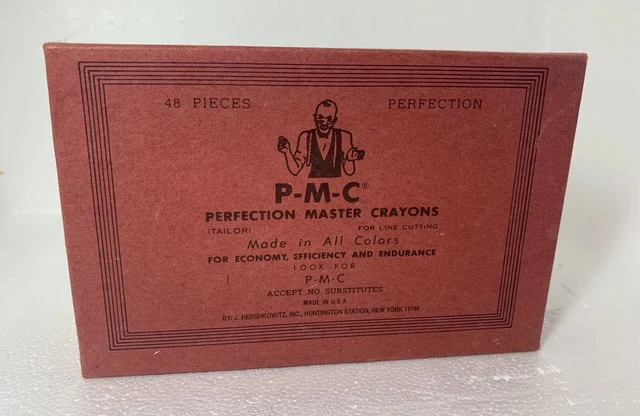 48 PIECES PERFECTION
P-M-C®
PERFECTION MASTER CRAYONS
(TAILOR) FOR LINE CUTTING
Made in All Colors
FOR ECONOMY, EFFICIENCY AND ENDURANCE
LOOK FOR
P-M-C
ACCEPT NO SUBSTITUTES
MADE IN U.S.A
BY: J. HERSHKOWITZ, INC., HUNTINGTON STATION, NEW YORK 11746